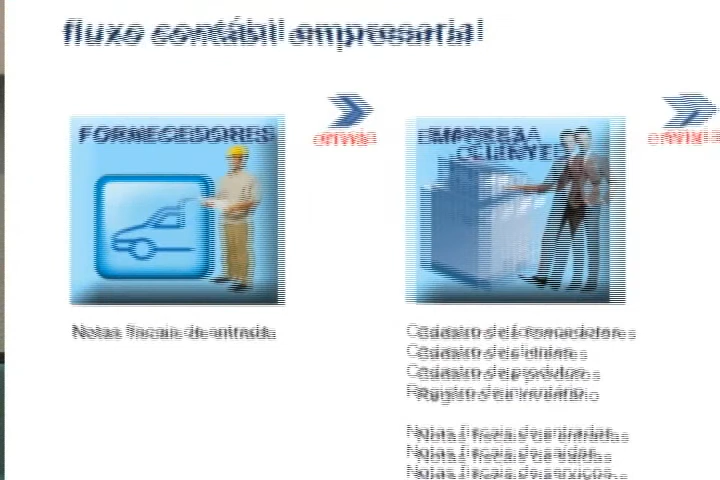 fluxo contábil empresarial
FORNECEDORES
envia
EMPRESA
CLIENTE
envia
Notas fiscais de entrada
Cadastro de fornecedores
Cadastro de clientes
Cadastro de produtos
Registro de inventário
Notas fiscais de entradas
Notas fiscais de saídas
Notas fiscais de serviços